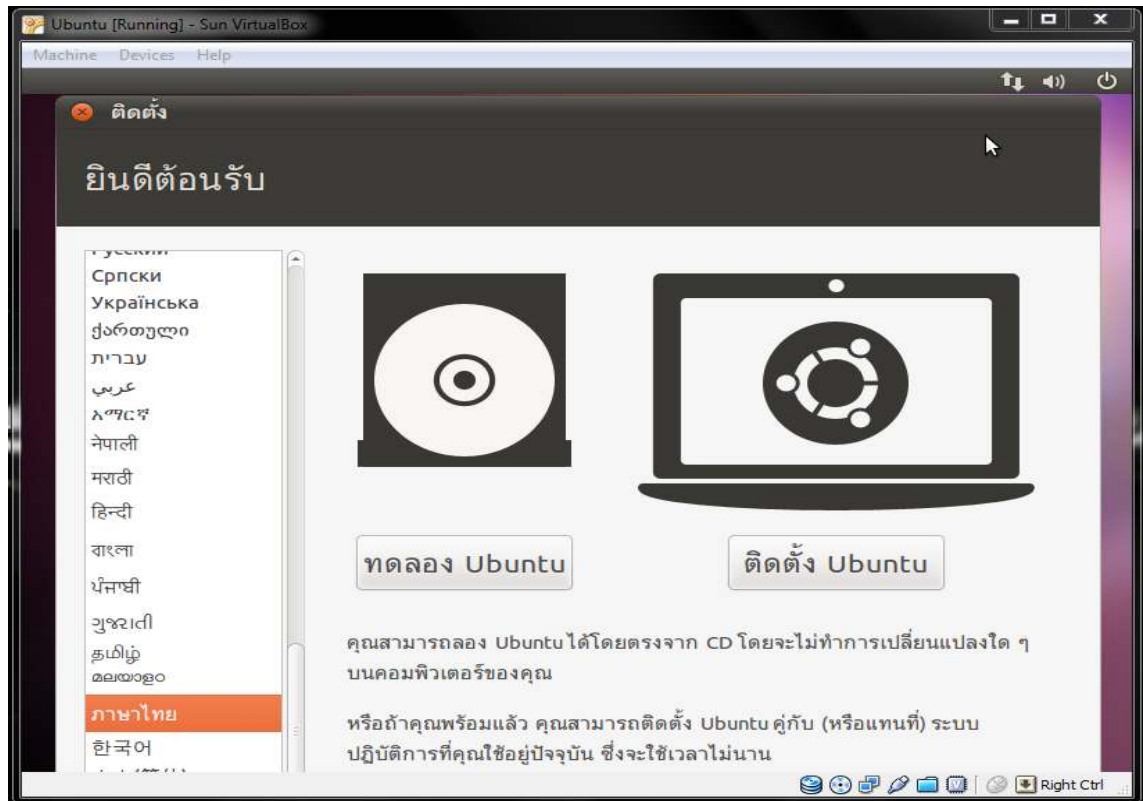 Ubuntu [Running] - Sun VirtualBox
Machine Devices Help
ติดตั้ง
ยินดีต้อนรับ
Русский
Српски
Українська
ქართული
עברית
عربي
አማርኛ
नेपाली
मराठी
हिन्दी
বাংলা
ਪੰਜਾਬੀ
ગુજરાતી
தமிழ்
മലയാളം
ภาษาไทย
한국어
ทดลอง Ubuntu
ติดตั้ง Ubuntu
คุณสามารถลอง Ubuntu ได้โดยตรงจาก CD โดยจะไม่ทำการเปลี่ยนแปลงใด ๆ
บนคอมพิวเตอร์ของคุณ
หรือถ้าคุณพร้อมแล้ว คุณสามารถติดตั้ง Ubuntu คู่กับ (หรือแทนที่) ระบบ
ปฏิบัติการที่คุณใช้อยู่ปัจจุบัน ซึ่งจะใช้เวลาไม่นาน
Right Ctrl